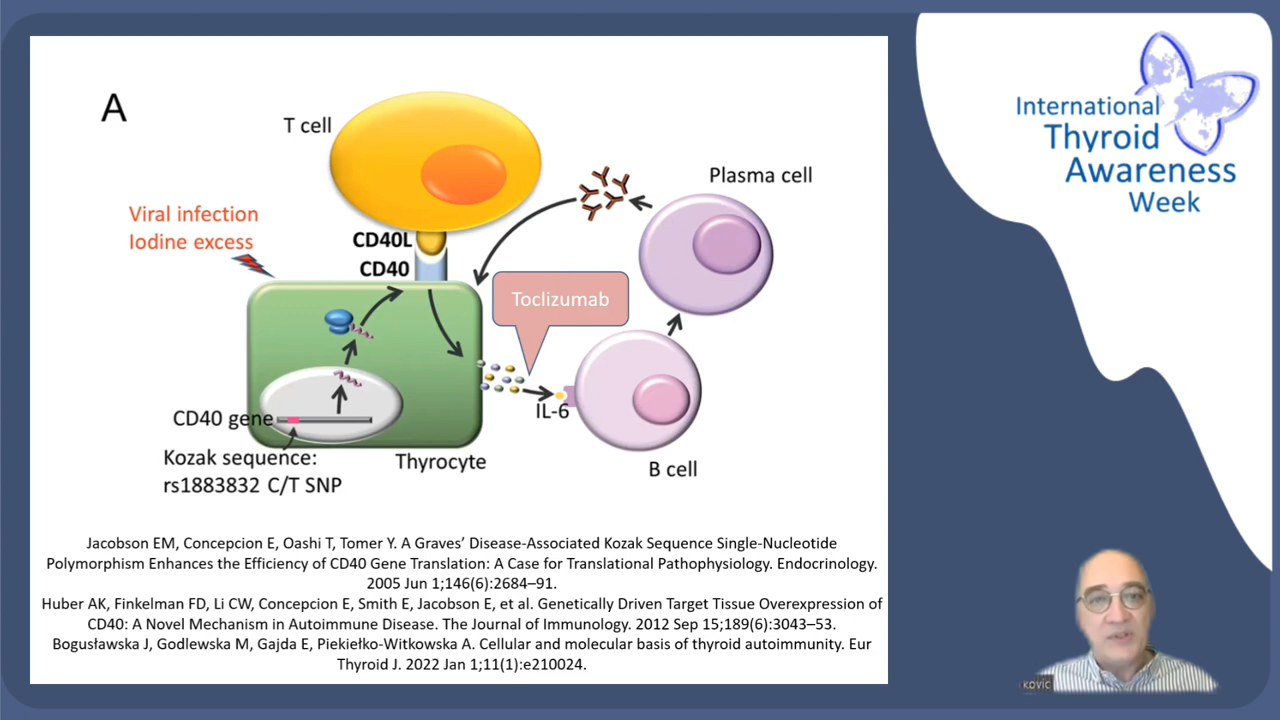 A
T cell
Plasma cell
Viral infection
Iodine excess
CD40L
CD40
Toclizumab
CD40 gene
IL-6
Kozak sequence:
rs1883832 C/T SNP
Thyrocyte
B cell
Jacobson EM, Concepcion E, Oashi T, Tomer Y. A Graves’ Disease-Associated Kozak Sequence Single-Nucleotide
Polymorphism Enhances the Efficiency of CD40 Gene Translation: A Case for Translational Pathophysiology. Endocrinology.
2005 Jun 1;146(6):2684–91.
Huber AK, Finkelman FD, Li CW, Concepcion E, Smith E, Jacobson E, et al. Genetically Driven Target Tissue Overexpression of
CD40: A Novel Mechanism in Autoimmune Disease. The Journal of Immunology. 2012 Sep 15;189(6):3043–53.
Bogusławska J, Godlewska M, Gajda E, Piekiełko-Witkowska A. Cellular and molecular basis of thyroid autoimmunity. Eur
Thyroid J. 2022 Jan 1;11(1):e210024.
International
Thyroid
Awareness
Week
KOVIC